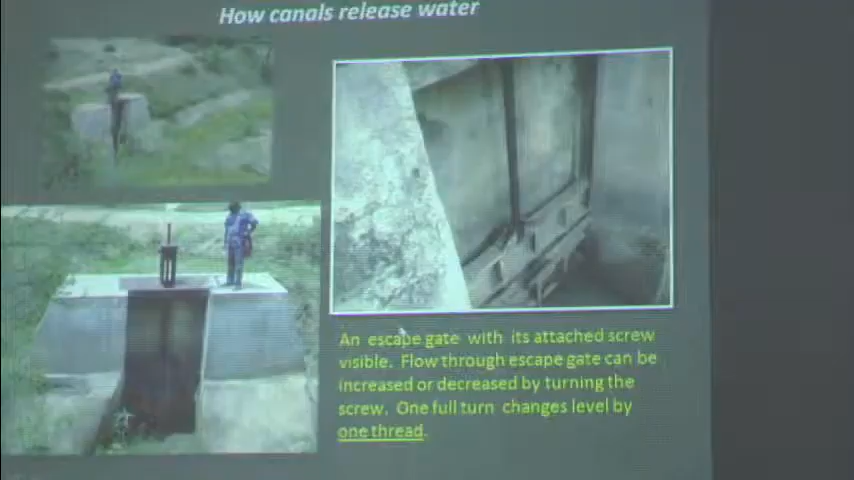 How canals release water
An escape gate with its attached screw
visible. Flow through escape gate can be
increased or decreased by turning the
screw. One full turn changes level by
one thread.